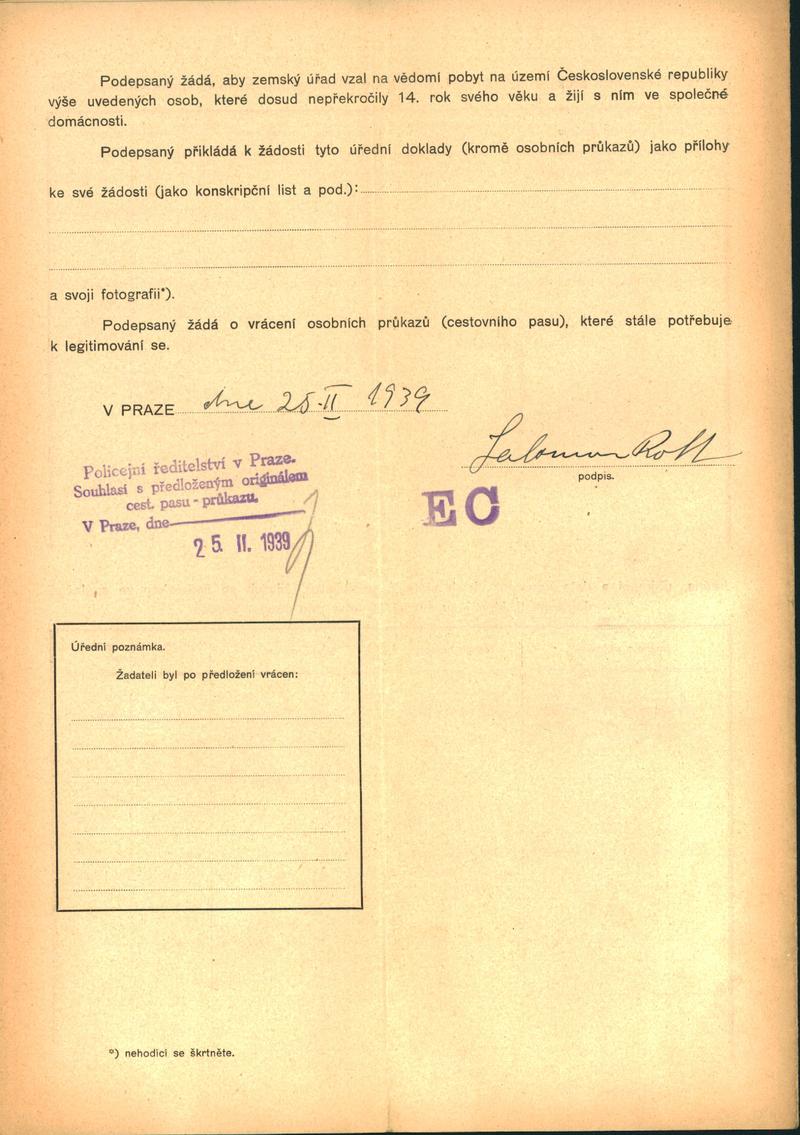 Podepsaný žádá, aby zemský úřad vzal na vědomí pobyt na území Československé republiky
výše uvedených osob, které dosud nepřekročily 14. rok svého věku a žijí s ním ve společné
domácnosti.
Podepsaný přikládá k žádosti tyto úřední doklady (kromě osobních průkazů) jako přílohy
ke své žádosti (jako konskripční list a pod.):
a svoji fotografii*).
Podepsaný žádá o vrácení osobních průkazů (cestovního pasu), které stále potřebuje
k legitimování se.
V PRAZE dne 25. II 1939
Salomon Rott
podpis.
Policejní ředitelství v Praze.
Souhlasí s předloženým originálem
cest. pasu - průkazu.
V Praze, dne
25. II. 1939
EC
Úřední poznámka.
Žadateli byl po předložení vrácen:
*) nehodící se škrtněte.